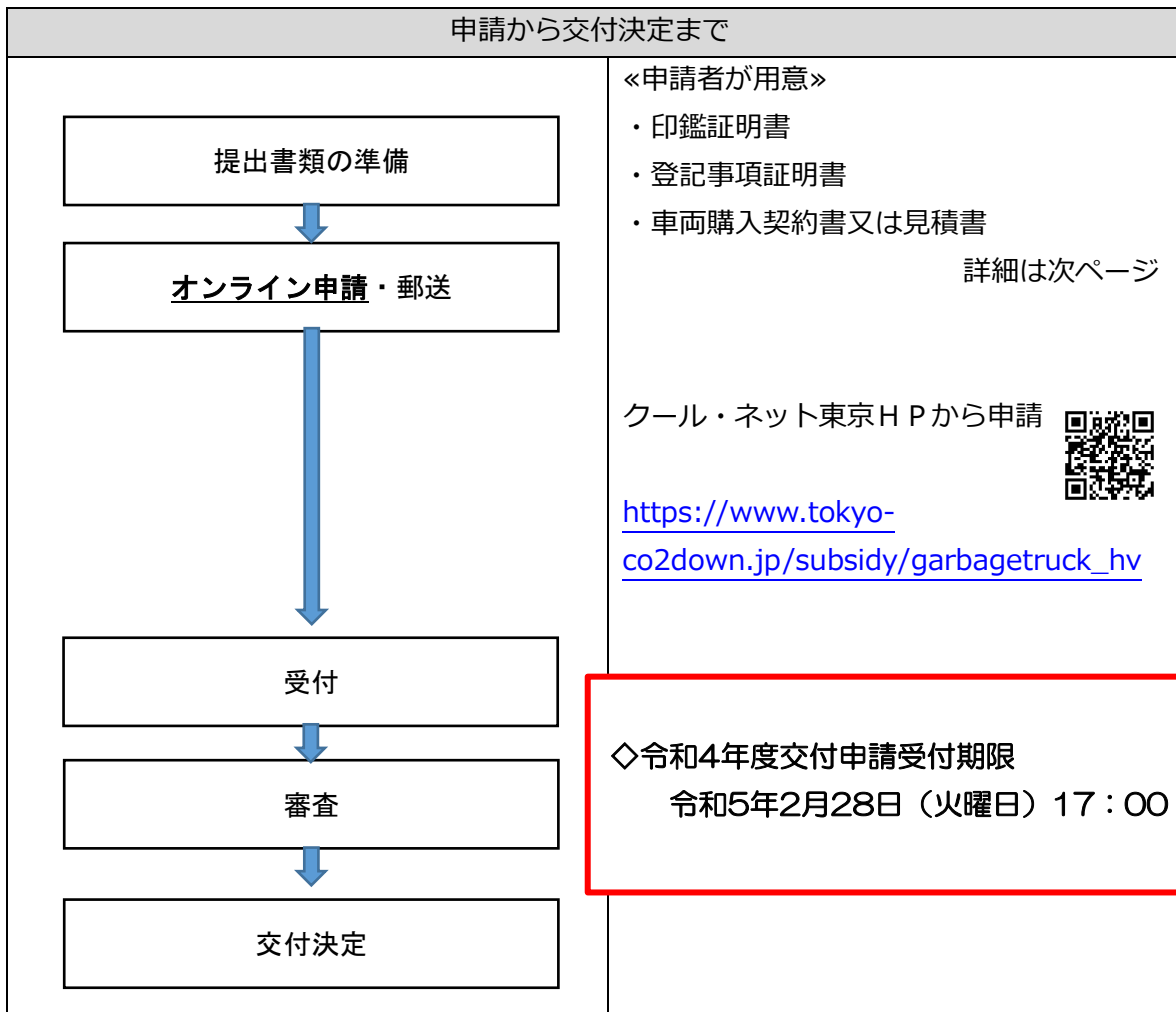 申請から交付決定まで
提出書類の準備
オンライン申請・郵送
受付
審査
交付決定
≪申請者が用意≫
・印鑑証明書
・登記事項証明書
・車両購入契約書又は見積書
詳細は次ページ
クール・ネット東京ＨＰから申請
https://www.tokyo-
co2down.jp/subsidy/garbagetruck_hv
◇令和4年度交付申請受付期限
令和5年2月28日（火曜日）17：00